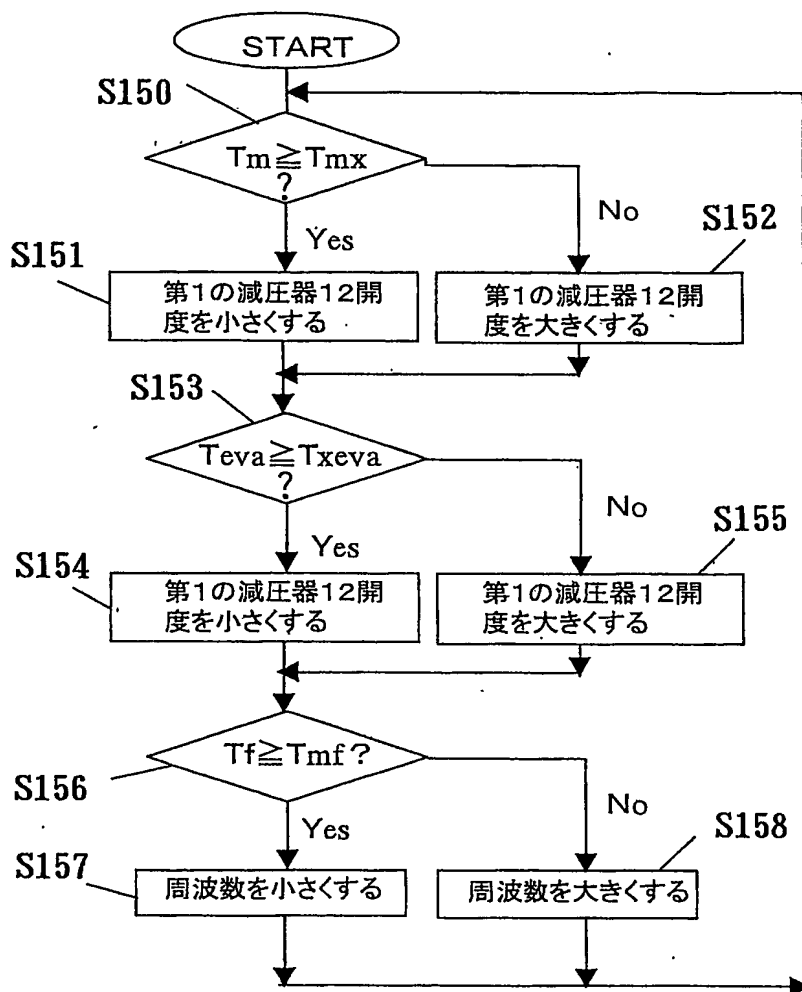 START
S150
Tm≧Tmx
?
Yes
No
S151
S152
第1の減圧器12開
度を小さくする
第1の減圧器12開
度を大きくする
S153
Teva≧Txeva
?
Yes
No
S154
S155
第1の減圧器12開
度を小さくする
第1の減圧器12開
度を大きくする
Tf≧Tmf?
S156
Yes
No
S157
S158
周波数を小さくする
周波数を大きくする